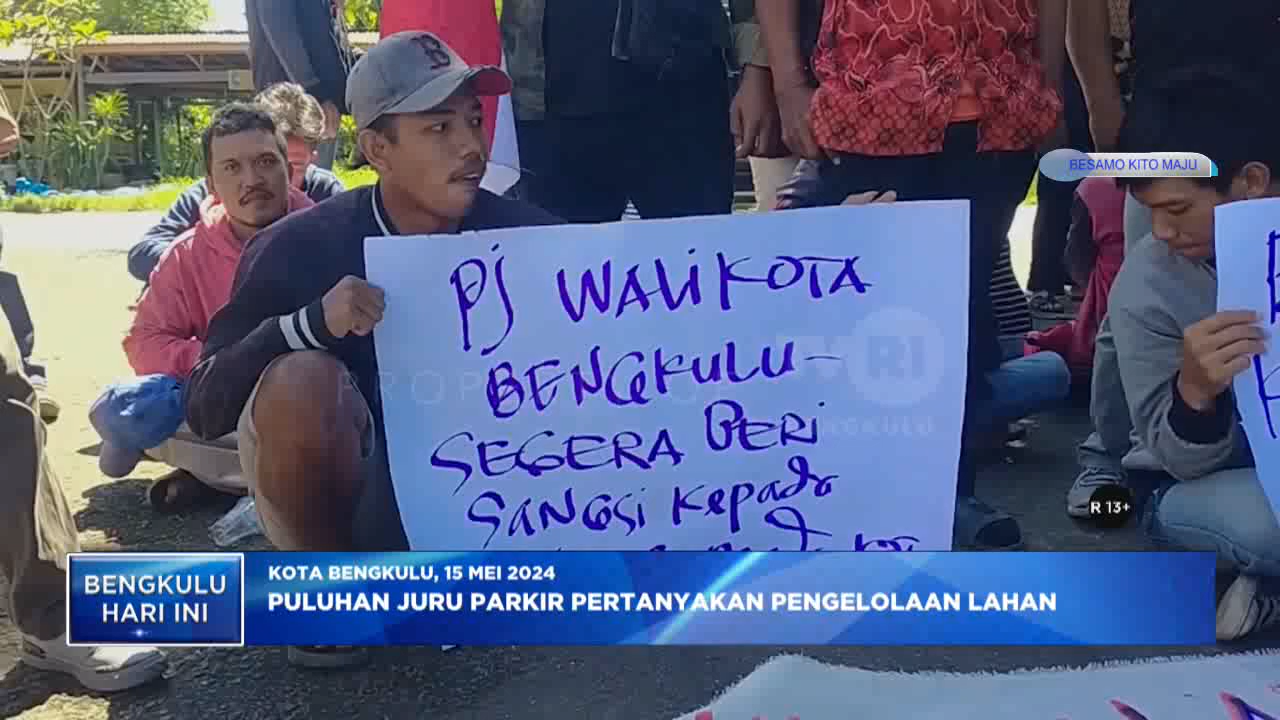 B
BESAMO KITO MAJU
PJ WALIKOTA
BENGKULU-
SEGERA BERI
SANGSI KEPADA
RI
R 13+
BENGKULU
HARI INI
KOTA BENGKULU, 15 MEI 2024
PULUHAN JURU PARKIR PERTANYAKAN PENGELOLAAN LAHAN